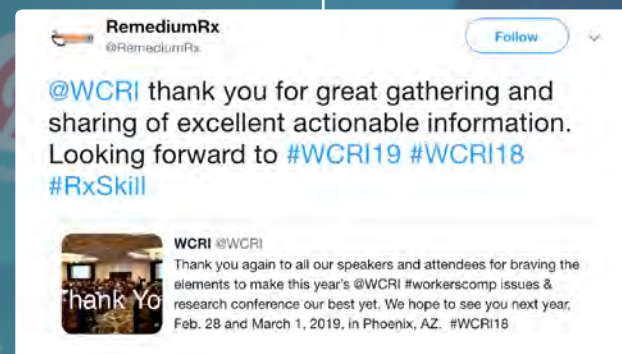 RemediumRx
@RemediumRx
Follow
@WCRI thank you for great gathering and
sharing of excellent actionable information.
Looking forward to #WCRI19 #WCRI18
#RxSkill
WCRI @WCRI
Thank you again to all our speakers and attendees for braving the
elements to make this year's @WCRI #workerscomp issues &
research conference our best yet. We hope to see you next year,
Feb. 28 and March 1, 2019, in Phoenix, AZ. #WCRI18
Thank Yo